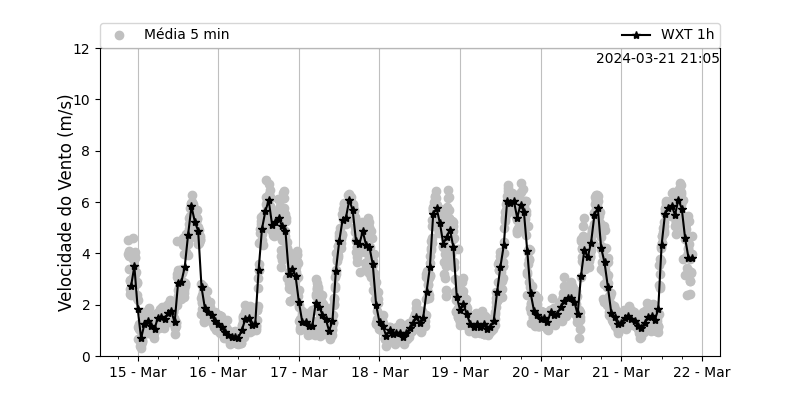 Média 5 min
WXT 1h
2024-03-21 21:05
Velocidade do Vento (m/s)
12
10
8
6
4
2
0
15 - Mar
16 - Mar
17 - Mar
18 - Mar
19 - Mar
20 - Mar
21 - Mar
22 - Mar